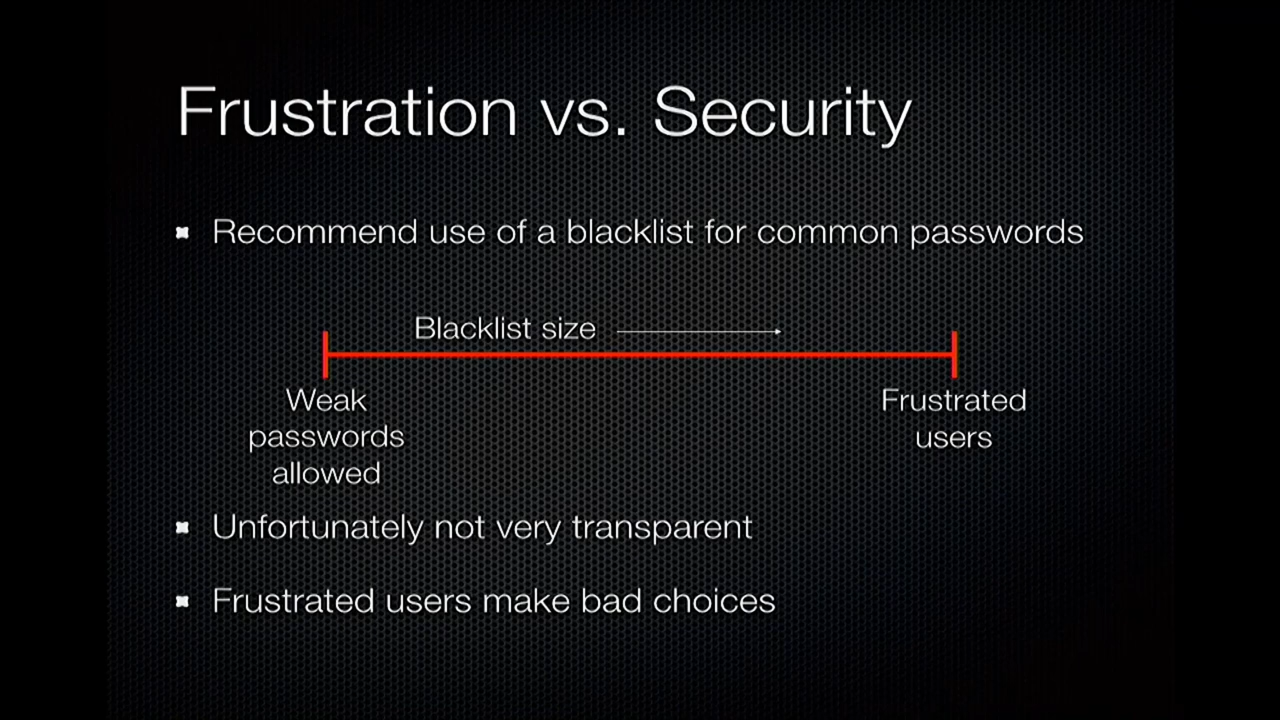 Frustration vs. Security
Recommend use of a blacklist for common passwords
Blacklist size
Weak
passwords
allowed
Frustrated
users
Unfortunately not very transparent
Frustrated users make bad choices